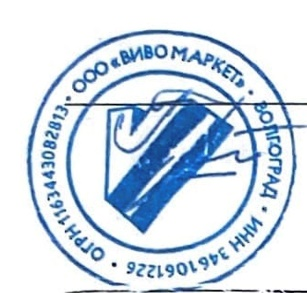 ООО «ВИВО МАРКЕТ» • ВОЛГОГРАД • ИНН 3461061226 • ОГРН 1163443082813 •